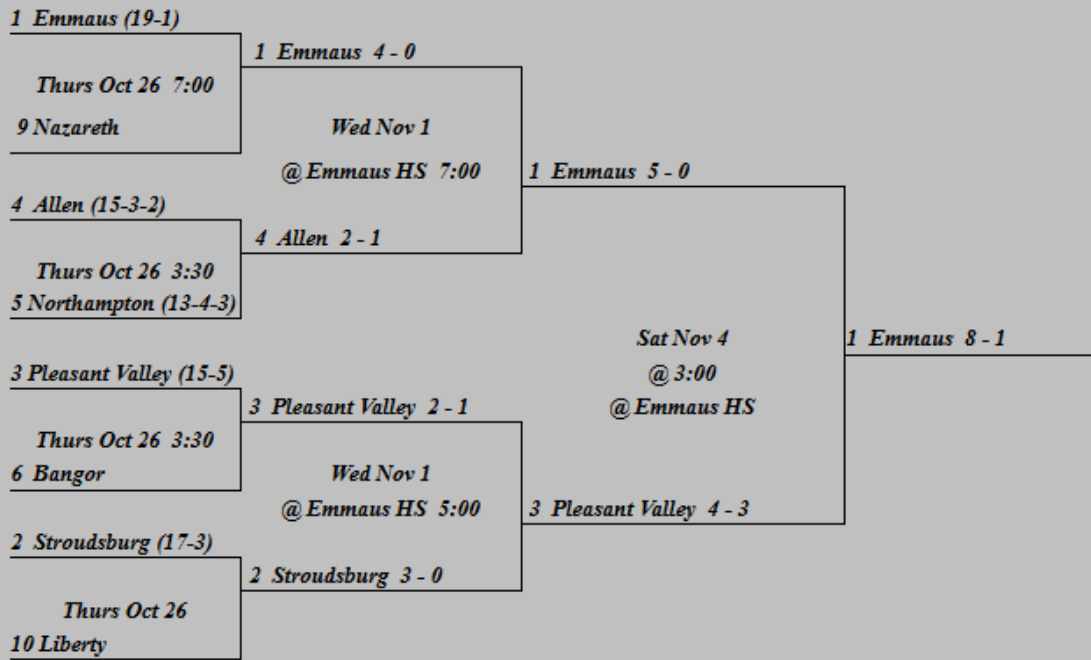 1 Emmaus (19-1)
Thurs Oct 26 7:00
9 Nazareth
4 Allen (15-3-2)
Thurs Oct 26 3:30
5 Northampton (13-4-3)
3 Pleasant Valley (15-5)
Thurs Oct 26 3:30
6 Bangor
2 Stroudsburg (17-3)
Thurs Oct 26
10 Liberty
1 Emmaus 4 - 0
Wed Nov 1
@ Emmaus HS 7:00
4 Allen 2 - 1
3 Pleasant Valley 2 - 1
Wed Nov 1
@ Emmaus HS 5:00
2 Stroudsburg 3 - 0
1 Emmaus 5 - 0
Sat Nov 4
@ 3:00
@ Emmaus HS
3 Pleasant Valley 4 - 3
1 Emmaus 8 - 1